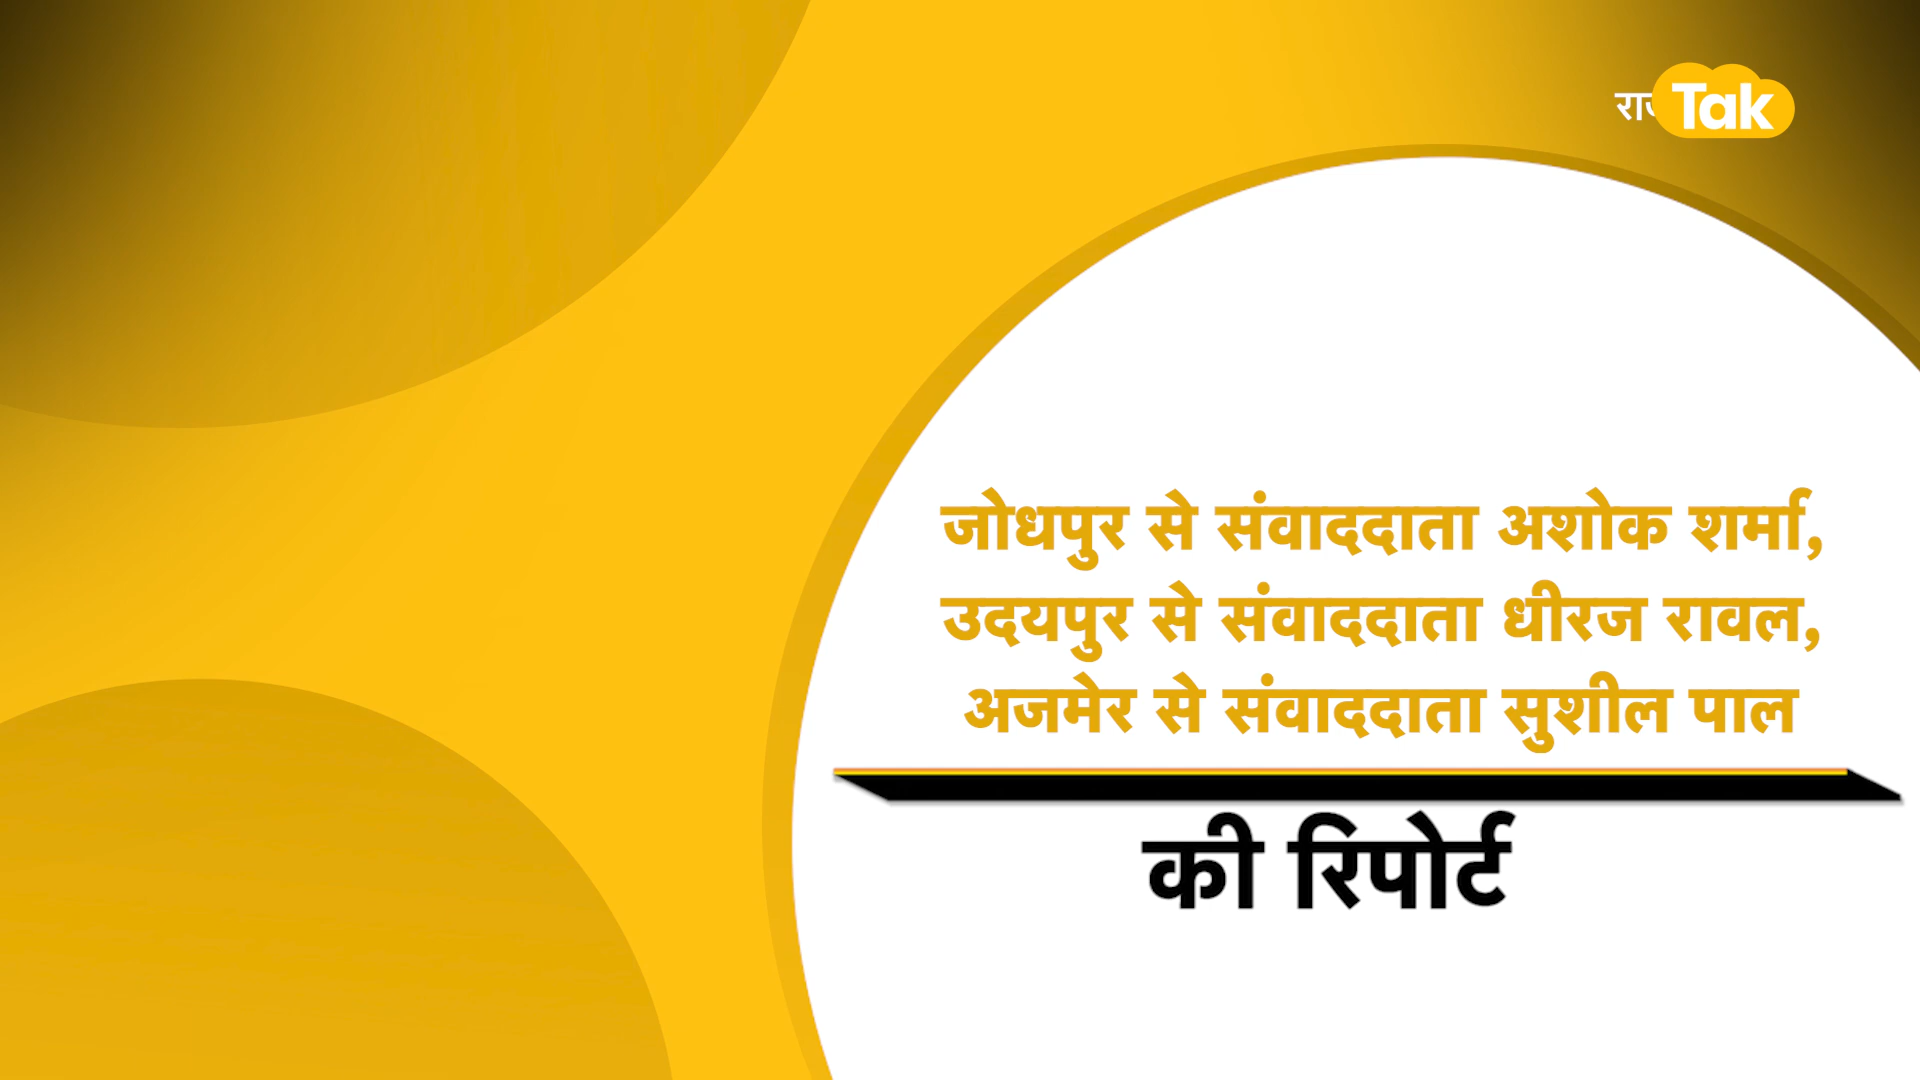 Tak
जोधपुर से संवाददाता अशोक शर्मा,
उदयपुर से संवाददाता धीरज रावल,
अजमेर से संवाददाता सुशील पाल
की रिपोर्ट